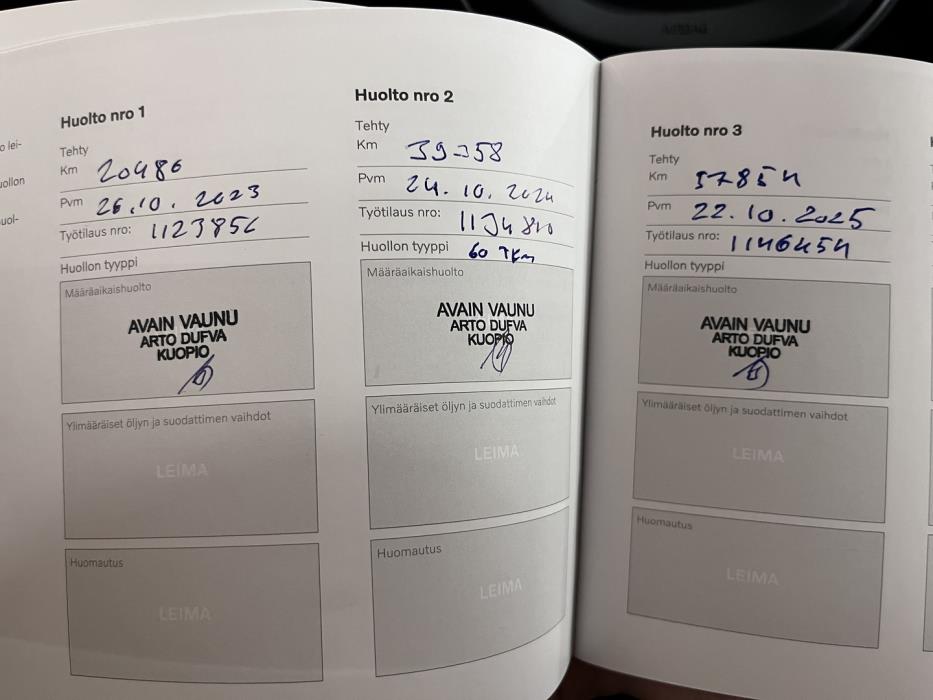 AIRBAG
o lei-
uollon
uol-
Huolto nro 1
Tehty
Km 20486
Pvm 26.10.2023
Työtilaus nro: 1123856
Huollon tyyppi
Määräaikaishuolto
AVAIN VAUNU
ARTO DUFVA
KUOPIO
Ylimääräiset öljyn ja suodattimen vaihdot
LEIMA
Huomautus
LEIMA
Huolto nro 2
Tehty
Km
Pvm 24.10.2024
Työtilaus nro:
Huollon tyyppi 60 TKm
Määräaikaishuolto
AVAIN VAUNU
ARTO DUFVA
KUOPIO
Ylimääräiset öljyn ja suodattimen vaihdot
LEIMA
Huomautus
LEIMA
Huolto nro 3
Tehty
Km 57854
Pvm 22.10.2025
Työtilaus nro: 1146454
Huollon tyyppi
Määräaikaishuolto
AVAIN VAUNU
ARTO DUFVA
KUOPIO
Ylimääräiset öljyn ja suodattimen vaihdot
LEIMA
Huomautus
LEIMA